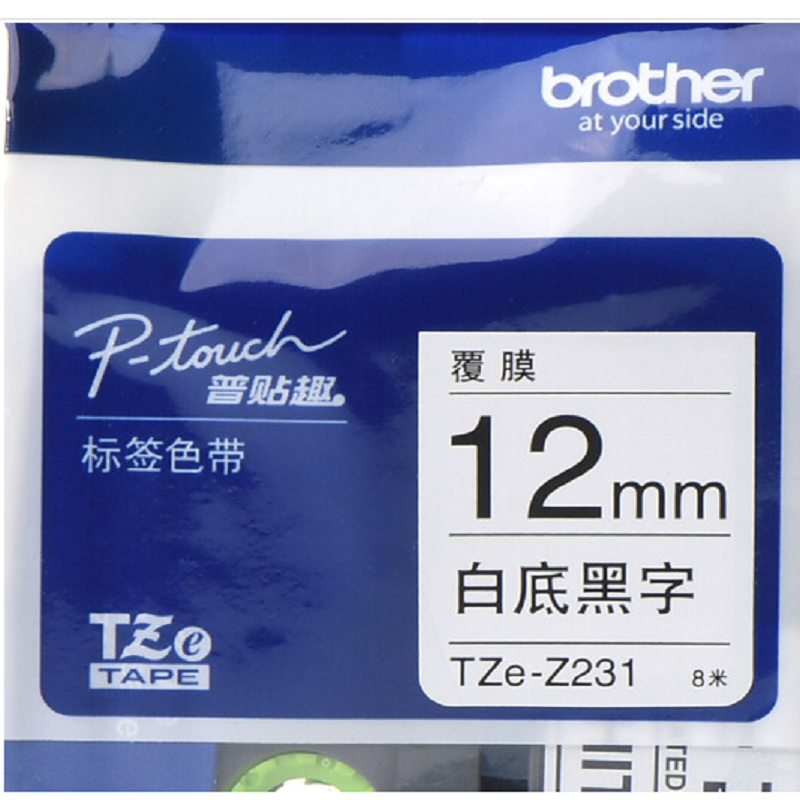 brother
at your side
P-touch
普贴趣
标签色带
覆膜
12mm
白底黑字
TZe-Z231 8米
TZe
TAPE
TED